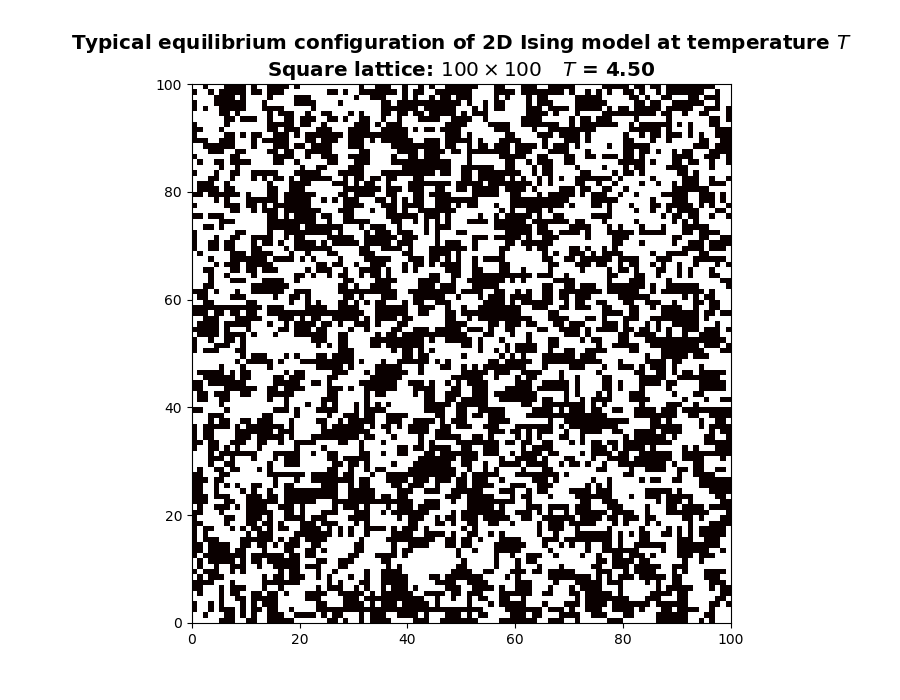 Typical equilibrium configuration of 2D Ising model at temperature T
Square lattice: 100 × 100 T = 4.50
100
80
60
40
20
0
0 20 40 60 80 100